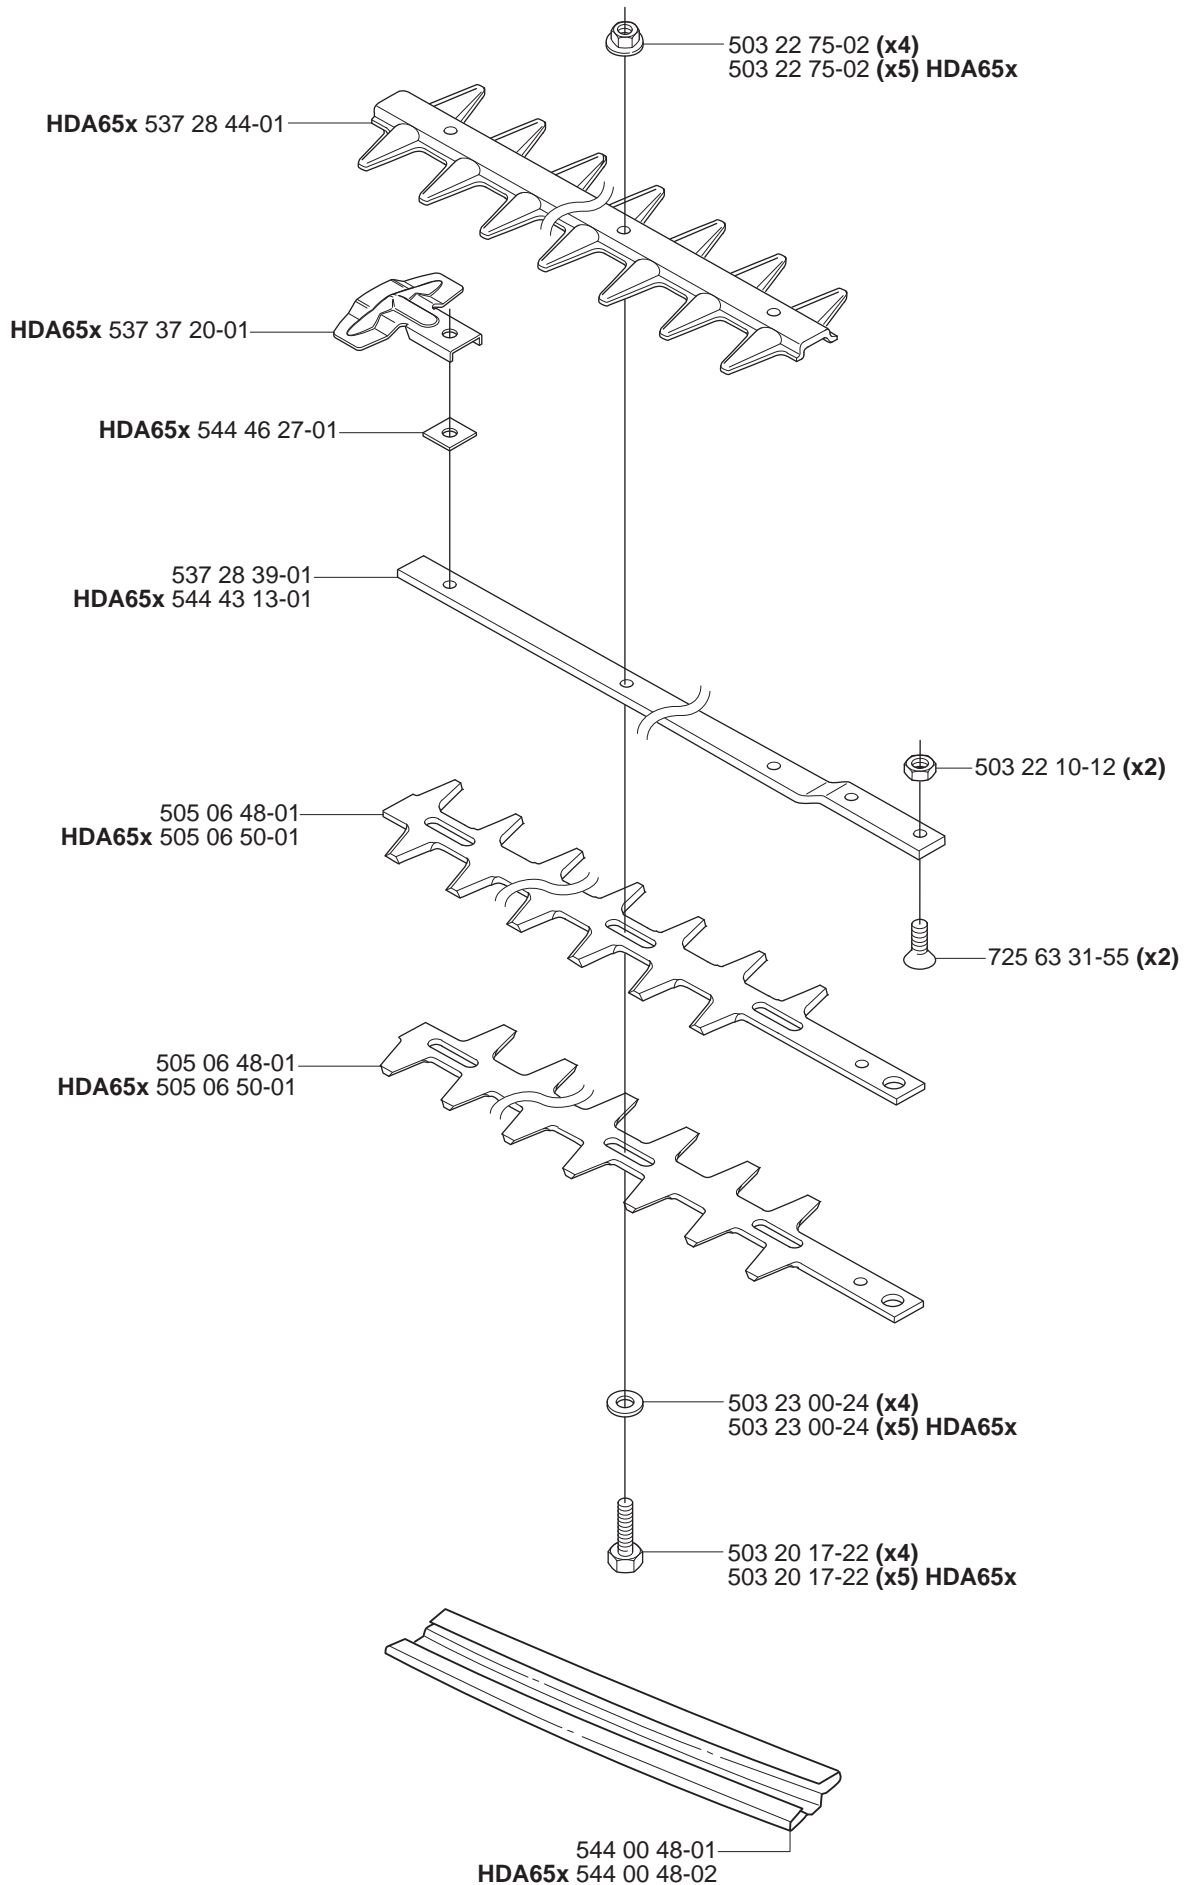 503 22 75-02 (x4)
503 22 75-02 (x5) HDA65x
HDA65x 537 28 44-01
HDA65x 537 37 20-01
HDA65x 544 46 27-01
537 28 39-01
HDA65x 544 43 13-01
503 22 10-12 (x2)
505 06 48-01
HDA65x 505 06 50-01
725 63 31-55 (x2)
505 06 48-01
HDA65x 505 06 50-01
503 23 00-24 (x4)
503 23 00-24 (x5) HDA65x
503 20 17-22 (x4)
503 20 17-22 (x5) HDA65x
544 00 48-01
HDA65x 544 00 48-02